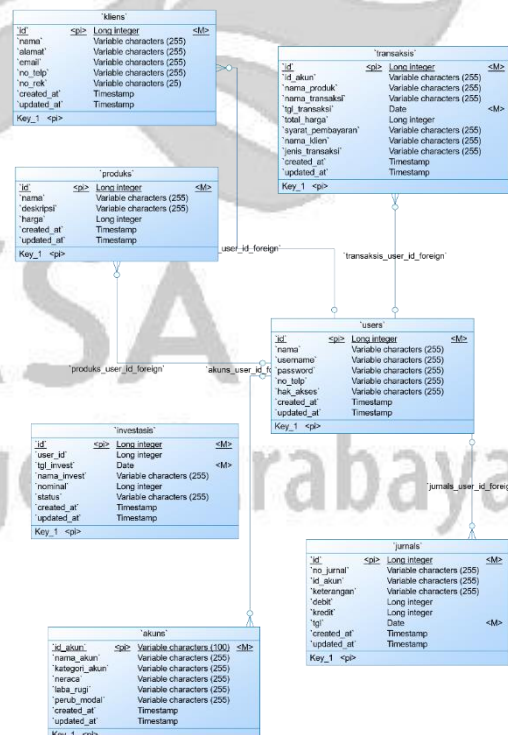 `kliens`
`id` <pi> Long integer <M>
`nama` Variable characters (255)
`alamat` Variable characters (255)
`email` Variable characters (255)
`no_telp` Variable characters (255)
`no_rek` Variable characters (25)
`created_at` Timestamp
`updated_at` Timestamp
Key_1 <pi>
`transaksis`
`id` <pi> Long integer <M>
`id_akun` Variable characters (255)
`nama_produk` Variable characters (255)
`nama_transaksi` Variable characters (255)
`tgl_transaksi` Date <M>
`total_harga` Long integer
`syarat_pembayaran` Variable characters (255)
`nama_klien` Variable characters (255)
`jenis_transaksi` Variable characters (255)
`created_at` Timestamp
`updated_at` Timestamp
Key_1 <pi>
`produks`
`id` <pi> Long integer <M>
`nama` Variable characters (255)
`deskripsi` Variable characters (255)
`harga` Long integer
`created_at` Timestamp
`updated_at` Timestamp
Key_1 <pi>
_user_id_foreign`
`transaksis_user_id_foreign`
`users`
`id` <pi> Long integer <M>
`nama` Variable characters (255)
`username` Variable characters (255)
`password` Variable characters (255)
`no_telp` Variable characters (255)
`hak_akses` Variable characters (255)
`created_at` Timestamp
`updated_at` Timestamp
Key_1 <pi>
`produks_user_id_foreign`
`akuns_user_id_fo
`investasis`
`id` <pi> Long integer <M>
`user_id` Long integer
`tgl_invest` Date <M>
`nama_invest` Variable characters (255)
`nominal` Long integer
`status` Variable characters (255)
`created_at` Timestamp
`updated_at` Timestamp
Key_1 <pi>
`jurnals_user_id_foreig
`jurnals`
`id` <pi> Long integer <M>
`no_jurnal` Variable characters (255)
`id_akun` Variable characters (255)
`keterangan` Variable characters (255)
`debit` Long integer
`kredit` Long integer
`tgl` Date <M>
`created_at` Timestamp
`updated_at` Timestamp
Key_1 <pi>
`akuns`
`id_akun` <pi> Variable characters (100) <M>
`nama_akun` Variable characters (255)
`kategori_akun` Variable characters (255)
`neraca` Variable characters (255)
`laba_rugi` Variable characters (255)
`perub_modal` Variable characters (255)
`created_at` Timestamp
`updated_at` Timestamp
Key_1 <pi>
SA
urabaya